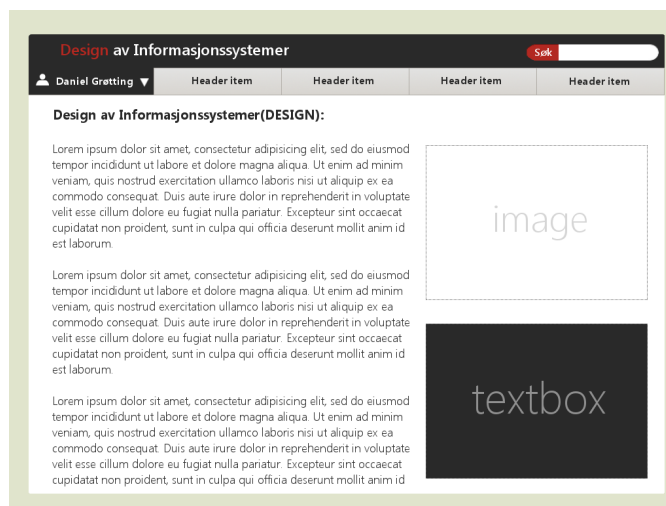 Design av Informasjonssystemer
Søk
Daniel Grøtting ▼ Header item Header item Header item Header item
Design av Informasjonssystemer(DESIGN):
Lorem ipsum dolor sit amet, consectetur adipisicing elit, sed do eiusmod
tempor incididunt ut labore et dolore magna aliqua. Ut enim ad minim
veniam, quis nostrud exercitation ullamco laboris nisi ut aliquip ex ea
commodo consequat. Duis aute irure dolor in reprehenderit in voluptate
velit esse cillum dolore eu fugiat nulla pariatur. Excepteur sint occaecat
cupidatat non proident, sunt in culpa qui officia deserunt mollit anim id
est laborum.
Lorem ipsum dolor sit amet, consectetur adipisicing elit, sed do eiusmod
tempor incididunt ut labore et dolore magna aliqua. Ut enim ad minim
veniam, quis nostrud exercitation ullamco laboris nisi ut aliquip ex ea
commodo consequat. Duis aute irure dolor in reprehenderit in voluptate
velit esse cillum dolore eu fugiat nulla pariatur. Excepteur sint occaecat
cupidatat non proident, sunt in culpa qui officia deserunt mollit anim id
est laborum.
Lorem ipsum dolor sit amet, consectetur adipisicing elit, sed do eiusmod
tempor incididunt ut labore et dolore magna aliqua. Ut enim ad minim
veniam, quis nostrud exercitation ullamco laboris nisi ut aliquip ex ea
commodo consequat. Duis aute irure dolor in reprehenderit in voluptate
velit esse cillum dolore eu fugiat nulla pariatur. Excepteur sint occaecat
cupidatat non proident, sunt in culpa qui officia deserunt mollit anim id
image
textbox